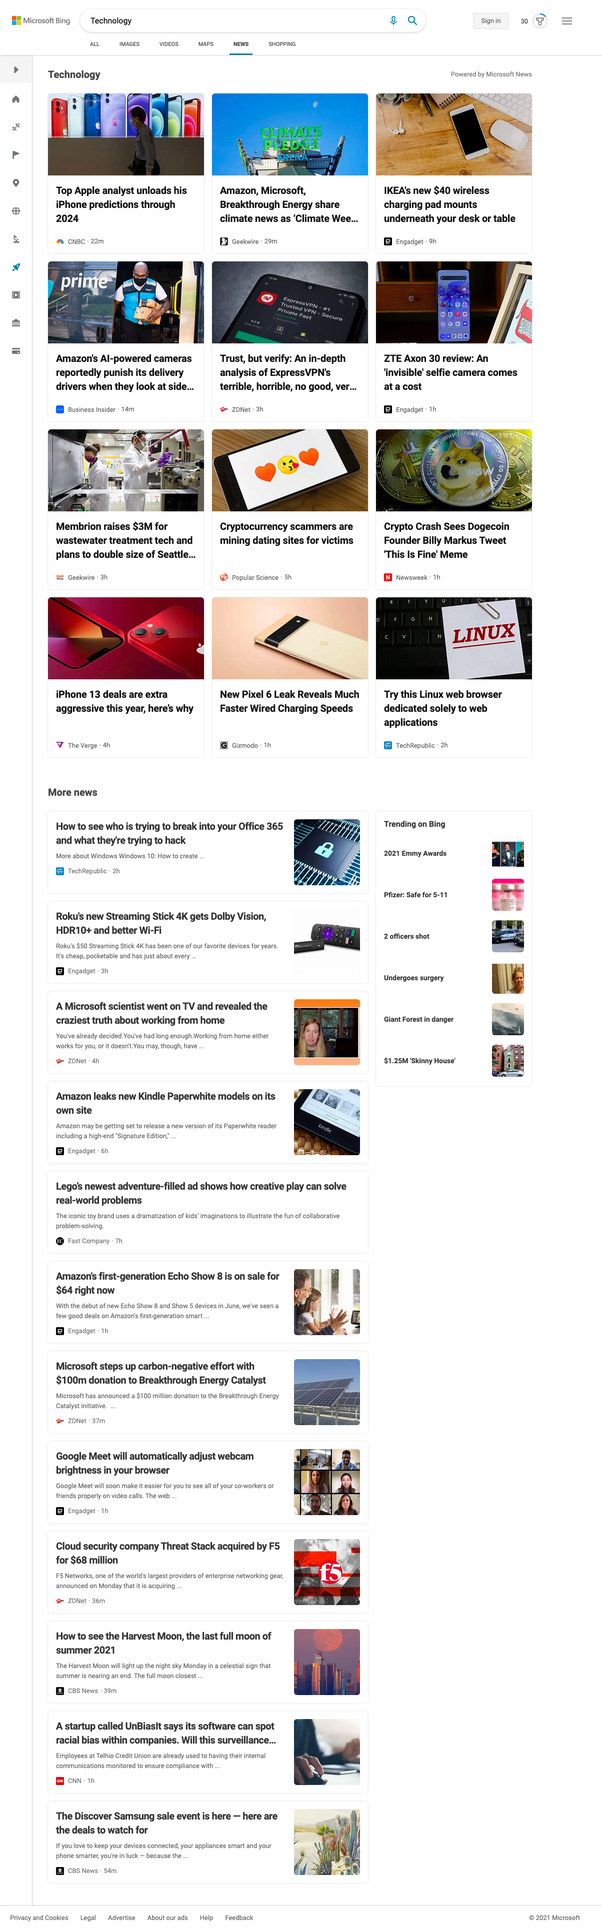 Microsoft Bing
Technology
Sign in
30
ALL IMAGES VIDEOS MAPS NEWS SHOPPING
Technology
Powered by Microsoft News
CLIMATE
PLEDGE
ARENA
Top Apple analyst unloads his
iPhone predictions through
2024
CNBC · 22m
Amazon, Microsoft,
Breakthrough Energy share
climate news as ‘Climate Wee...
Geekwire · 29m
IKEA's new $40 wireless
charging pad mounts
underneath your desk or table
Engadget · 9h
prime
ExpressVPN - #1
Trusted VPN - Secure
Private Fast
Amazon's AI-powered cameras
reportedly punish its delivery
drivers when they look at side...
Business Insider · 14m
Trust, but verify: An in-depth
analysis of ExpressVPN's
terrible, horrible, no good, ver...
ZDNet · 3h
ZTE Axon 30 review: An
'invisible' selfie camera comes
at a cost
Engadget · 1h
WOW
Membrion raises $3M for
wastewater treatment tech and
plans to double size of Seattle...
Geekwire · 3h
Cryptocurrency scammers are
mining dating sites for victims
Popular Science · 5h
Crypto Crash Sees Dogecoin
Founder Billy Markus Tweet
'This Is Fine' Meme
Newsweek · 1h
LINUX
iPhone 13 deals are extra
aggressive this year, here’s why
The Verge · 4h
New Pixel 6 Leak Reveals Much
Faster Wired Charging Speeds
Gizmodo · 1h
Try this Linux web browser
dedicated solely to web
applications
TechRepublic · 2h
More news
How to see who is trying to break into your Office 365
and what they're trying to hack
More about Windows Windows 10: How to create ...
TechRepublic · 2h
Roku's new Streaming Stick 4K gets Dolby Vision,
HDR10+ and better Wi-Fi
Roku's $50 Streaming Stick 4K has been one of our favorite devices for years.
It's cheap, pocketable and has just about every ...
Engadget · 3h
A Microsoft scientist went on TV and revealed the
craziest truth about working from home
You've already decided.You've had long enough.Working from home either
works for you, or it doesn't.You may, though, have ...
ZDNet · 4h
Amazon leaks new Kindle Paperwhite models on its
own site
Amazon may be getting set to release a new version of its Paperwhite reader
including a high-end "Signature Edition," ...
Engadget · 6h
kindle
Lego’s newest adventure-filled ad shows how creative play can solve
real-world problems
The iconic toy brand uses a dramatization of kids’ imaginations to illustrate the fun of collaborative
problem-solving.
Fast Company · 7h
Amazon's first-generation Echo Show 8 is on sale for
$64 right now
With the debut of new Echo Show 8 and Show 5 devices in June, we've seen a
few good deals on Amazon's first-generation smart ...
Engadget · 1h
Microsoft steps up carbon-negative effort with
$100m donation to Breakthrough Energy Catalyst
Microsoft has announced a $100 million donation to the Breakthrough Energy
Catalyst initiative. ...
ZDNet · 37m
Google Meet will automatically adjust webcam
brightness in your browser
Google Meet will soon make it easier for you to see all of your co-workers or
friends properly on video calls. The web ...
Engadget · 1h
Cloud security company Threat Stack acquired by F5
for $68 million
F5 Networks, one of the world's largest providers of enterprise networking gear,
announced on Monday that it is acquiring ...
ZDNet · 36m
f5
How to see the Harvest Moon, the last full moon of
summer 2021
The Harvest Moon will light up the night sky Monday in a celestial sign that
summer is nearing an end. The full moon closest ...
CBS News · 39m
A startup called UnBiasIt says its software can spot
racial bias within companies. Will this surveillance...
Employees at Telhio Credit Union are already used to having their internal
communications monitored to ensure compliance with ...
CNN · 1h
The Discover Samsung sale event is here — here are
the deals to watch for
If you love to keep your devices connected, your appliances smart and your
phone smarter, you're in luck — because the ...
CBS News · 54m
Trending on Bing
2021 Emmy Awards
Pfizer: Safe for 5-11
2 officers shot
Undergoes surgery
Giant Forest in danger
$1.25M 'Skinny House'
Privacy and Cookies Legal Advertise About our ads Help Feedback
© 2021 Microsoft